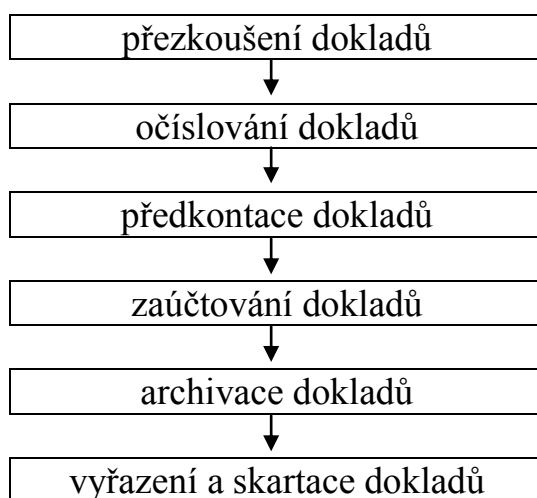 přezkoušení dokladů
očíslování dokladů
předkontace dokladů
zaúčtování dokladů
archivace dokladů
vyřazení a skartace dokladů